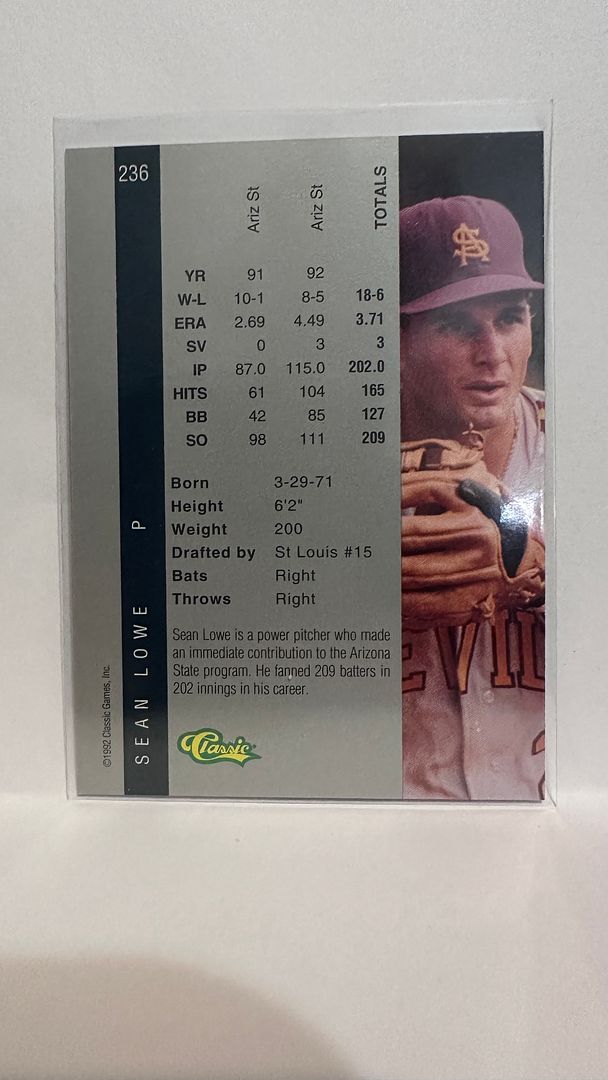 236
SEAN LOWE P
©1992 Classic Games, Inc.
Ariz St Ariz St TOTALS
YR 91 92
W-L 10-1 8-5 18-6
ERA 2.69 4.49 3.71
SV 0 3 3
IP 87.0 115.0 202.0
HITS 61 104 165
BB 42 85 127
SO 98 111 209
Born 3-29-71
Height 6'2"
Weight 200
Drafted by St Louis #15
Bats Right
Throws Right
Sean Lowe is a power pitcher who made
an immediate contribution to the Arizona
State program. He fanned 209 batters in
202 innings in his career.
Classic
AS
EVIL